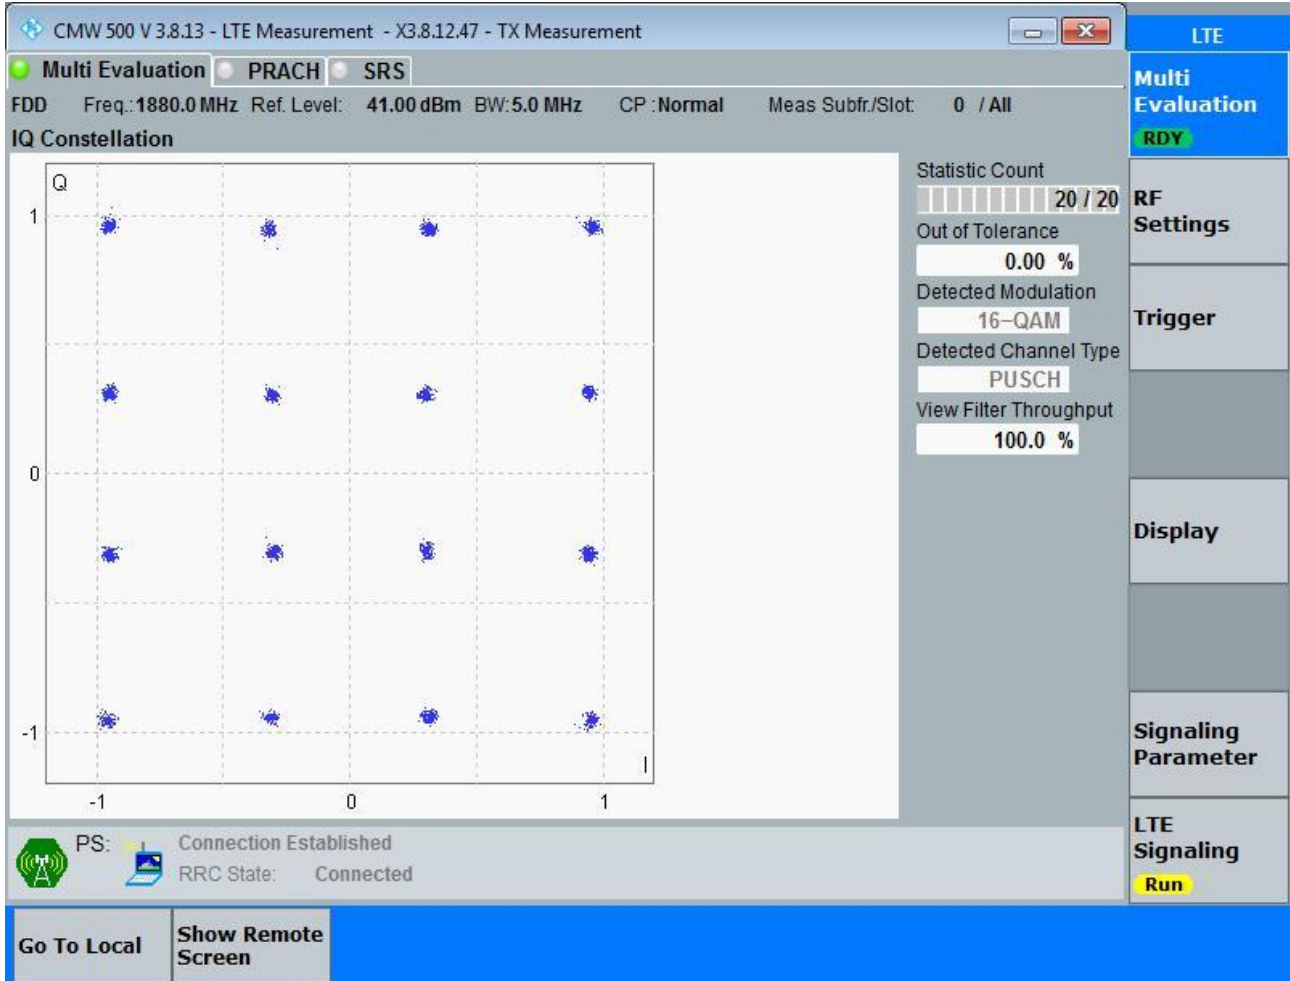 CMW 500 V 3.8.13 - LTE Measurement - X3.8.12.47 - TX Measurement
Multi Evaluation PRACH SRS
FDD Freq.:1880.0 MHz Ref. Level: 41.00 dBm BW:5.0 MHz CP :Normal Meas Subfr./Slot: 0 / All
IQ Constellation
Q
1
0
-1
I
-1 0 1
Statistic Count
20 / 20
Out of Tolerance
0.00 %
Detected Modulation
16-QAM
Detected Channel Type
PUSCH
View Filter Throughput
100.0 %
PS: Connection Established
RRC State: Connected
LTE
Multi
Evaluation
RDY
RF
Settings
Trigger
Display
Signaling
Parameter
LTE
Signaling
Run
Go To Local
Show Remote
Screen